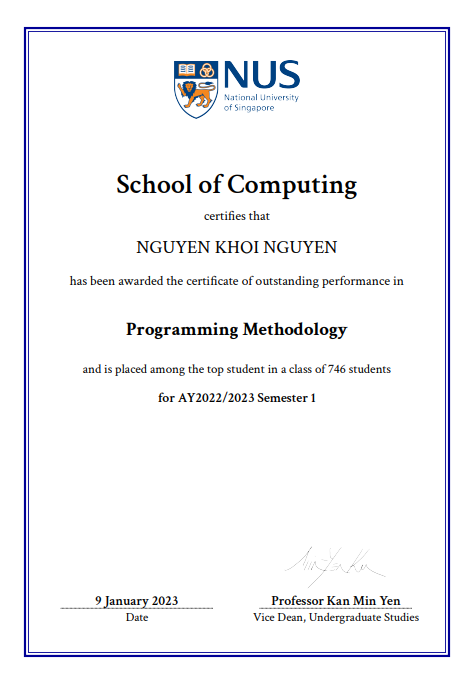 NUS
National University
of Singapore
School of Computing
certifies that
NGUYEN KHOI NGUYEN
has been awarded the certificate of outstanding performance in
Programming Methodology
and is placed among the top student in a class of 746 students
for AY2022/2023 Semester 1
9 January 2023
Date
Professor Kan Min Yen
Vice Dean, Undergraduate Studies